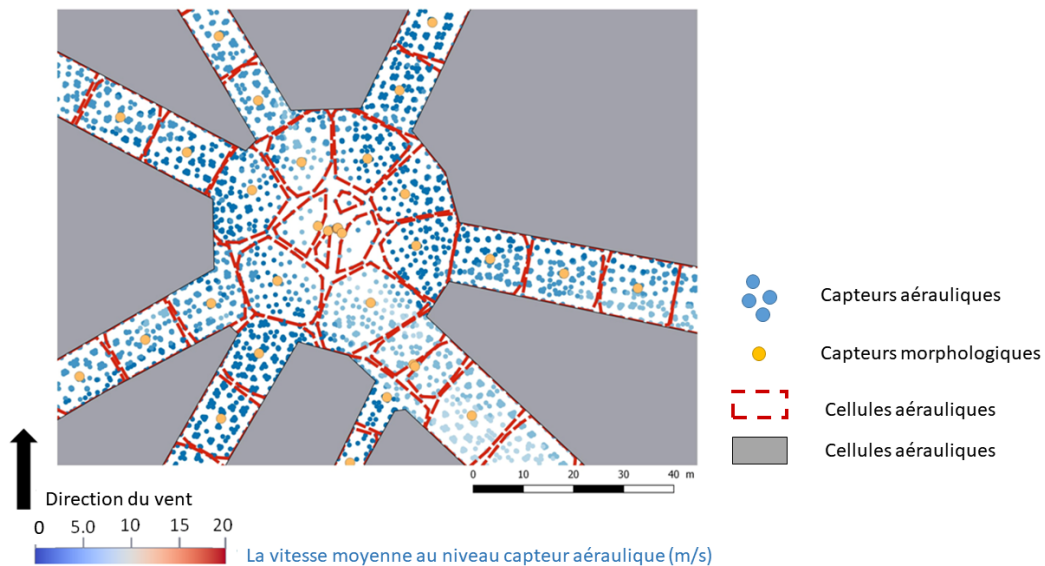 Capteurs aérauliques
Capteurs morphologiques
Cellules aérauliques
Cellules aérauliques
0 10 20 30 40 m
Direction du vent
0 5.0 10 15 20
La vitesse moyenne au niveau capteur aéraulique (m/s)